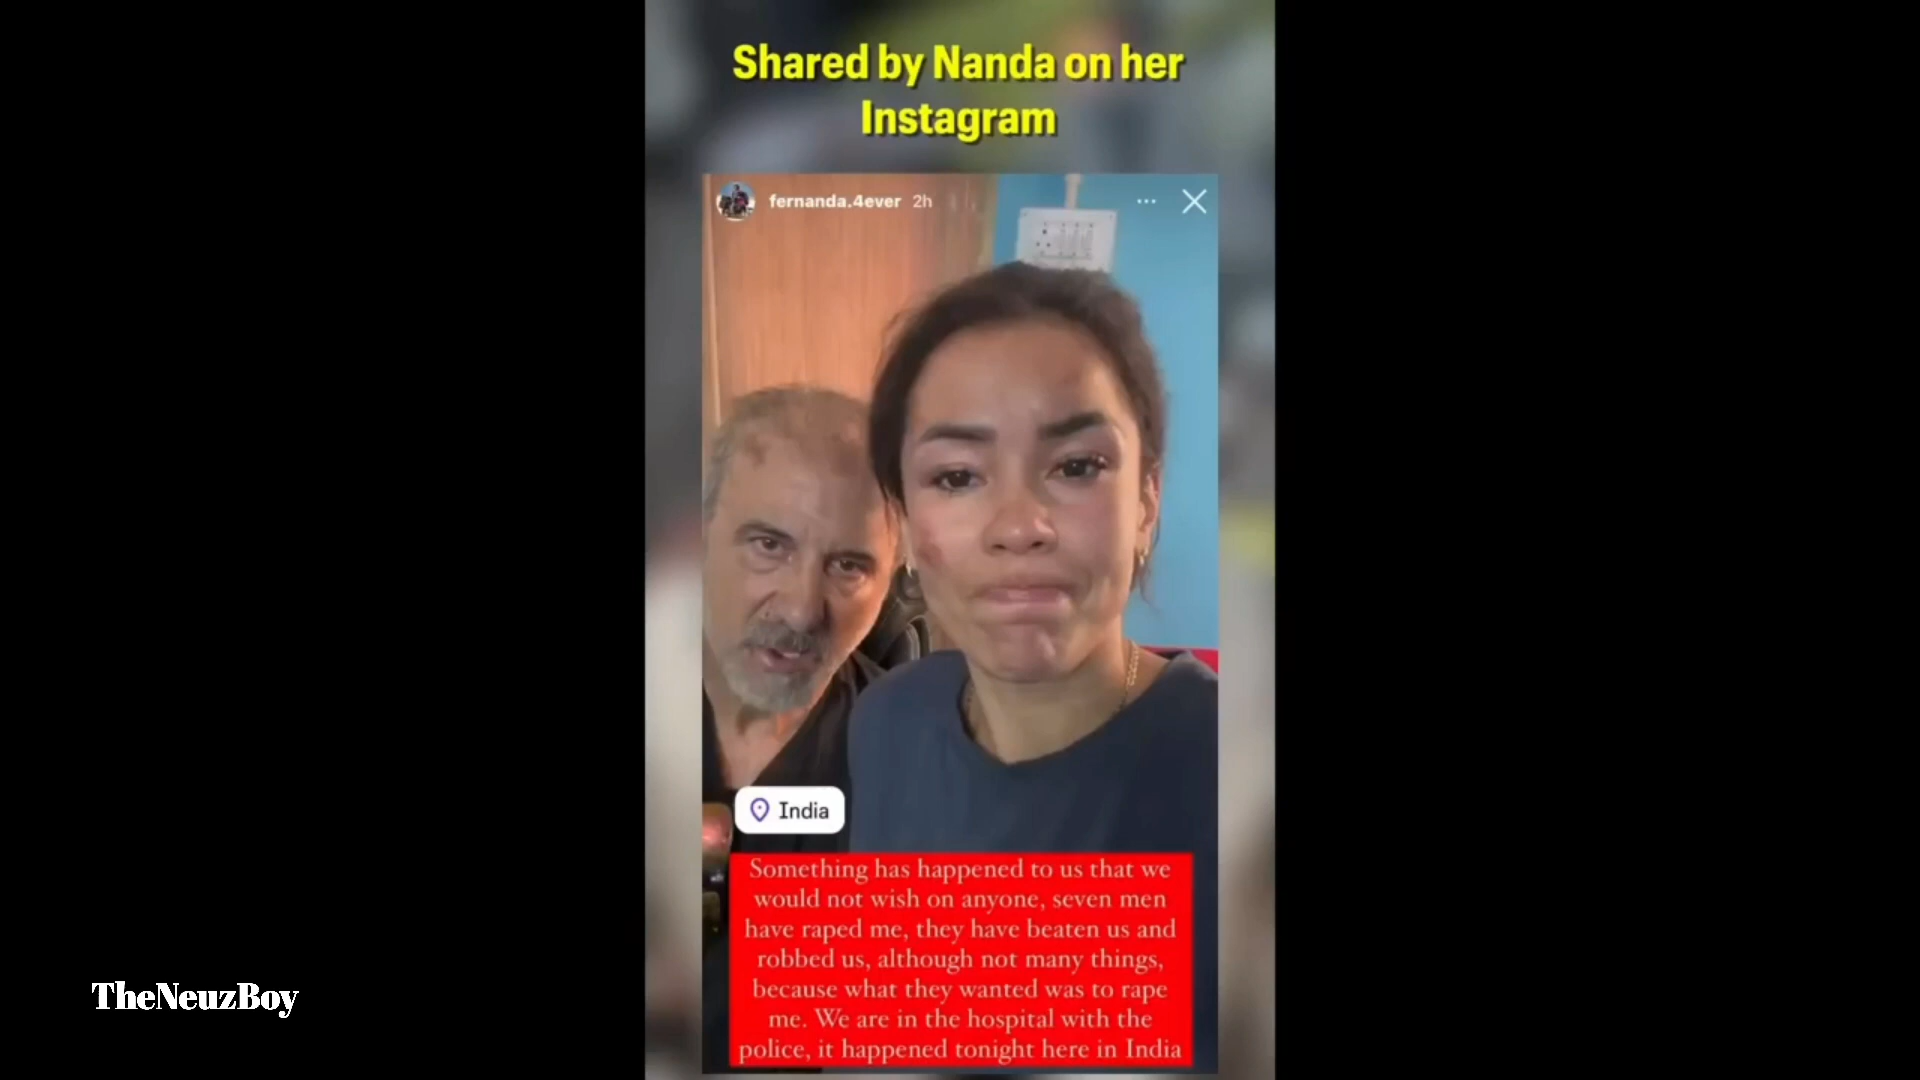 Shared by Nanda on her
Instagram
fernanda.4ever 2h
India
Something has happened to us that we
would not wish on anyone, seven men
have raped me, they have beaten us and
robbed us, although not many things,
because what they wanted was to rape
me. We are in the hospital with the
police, it happened tonight here in India
TheNeuzBoy